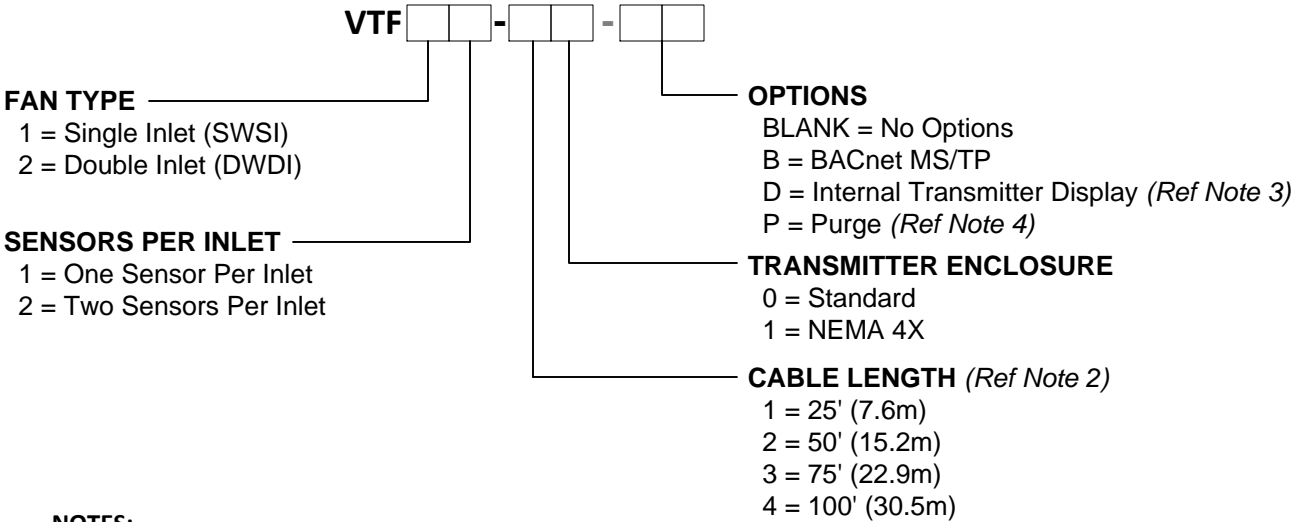 VTF - -
FAN TYPE
1 = Single Inlet (SWSI)
2 = Double Inlet (DWDI)
SENSORS PER INLET
1 = One Sensor Per Inlet
2 = Two Sensors Per Inlet
OPTIONS
BLANK = No Options
B = BACnet MS/TP
D = Internal Transmitter Display (Ref Note 3)
P = Purge (Ref Note 4)
TRANSMITTER ENCLOSURE
0 = Standard
1 = NEMA 4X
CABLE LENGTH (Ref Note 2)
1 = 25' (7.6m)
2 = 50' (15.2m)
3 = 75' (22.9m)
4 = 100' (30.5m)
NOTES: